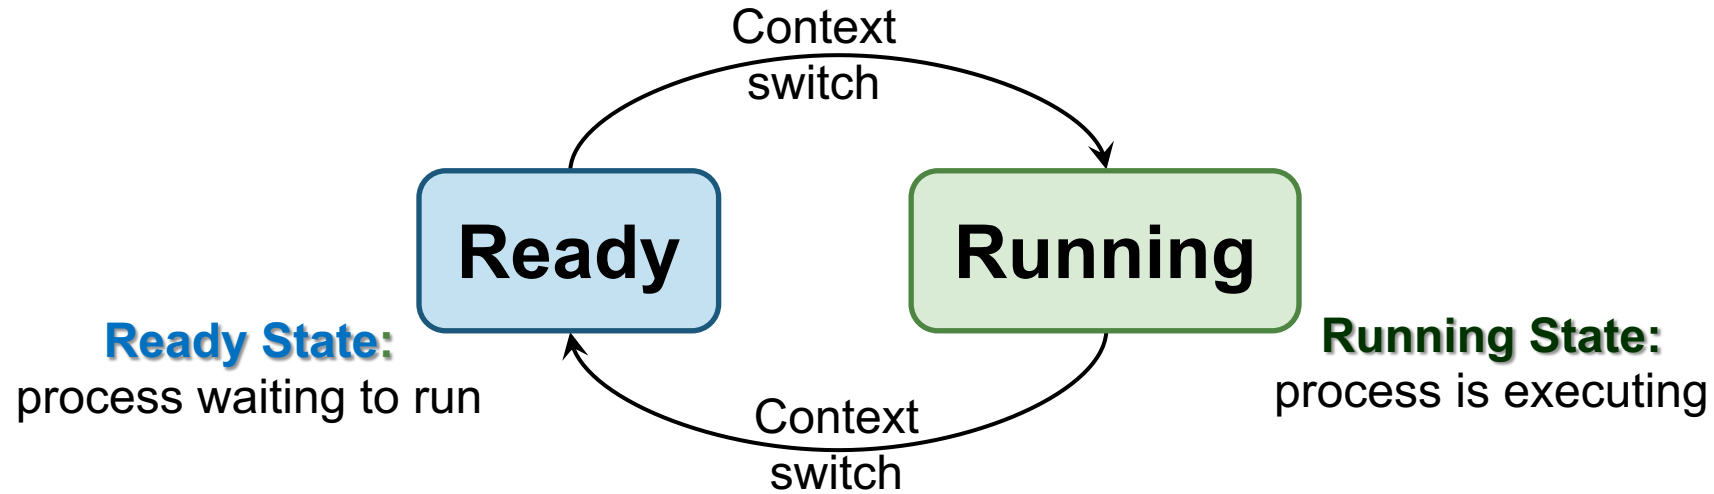 Context
switch
Ready
Running
Ready State:
process waiting to run
Running State:
process is executing
Context
switch